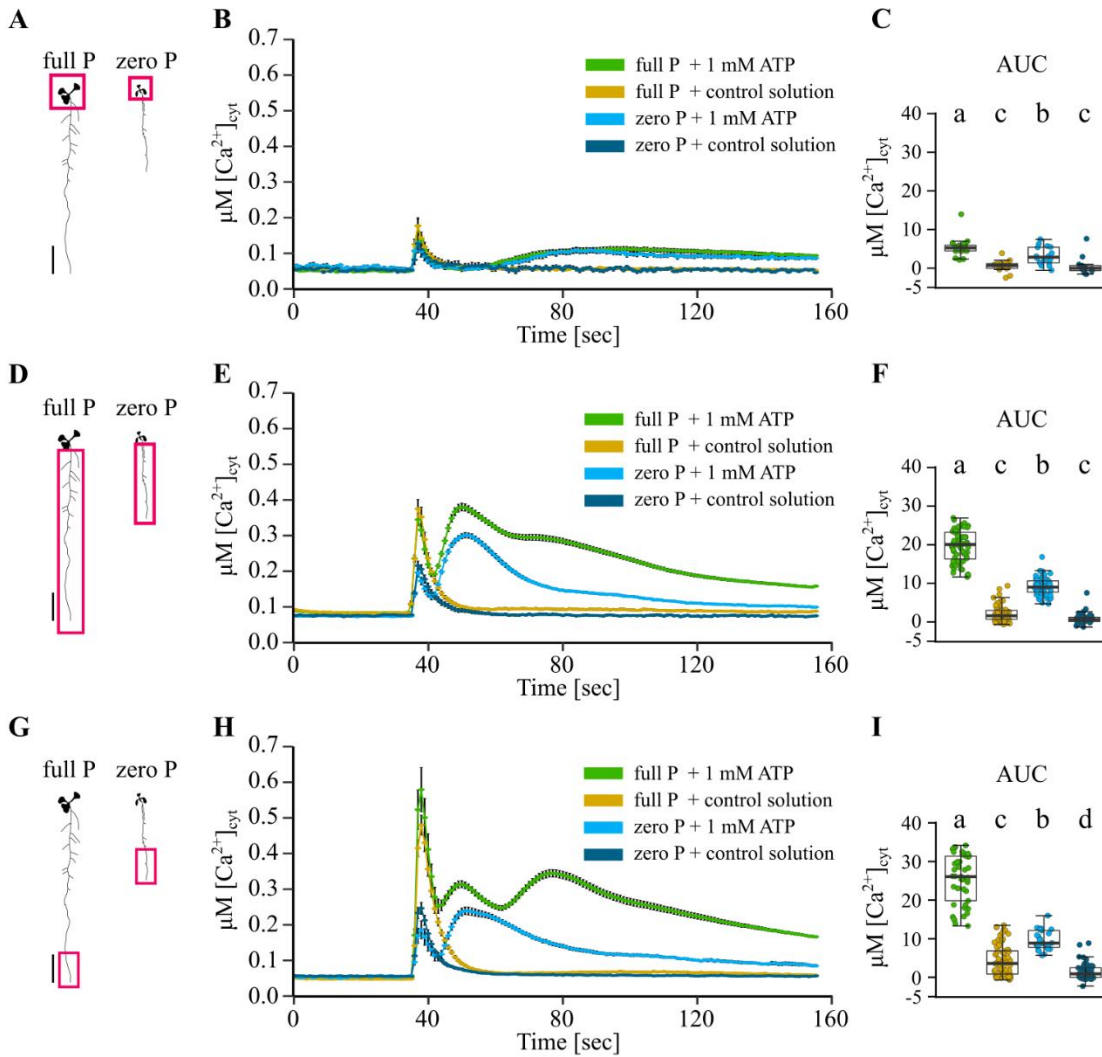 A
full P zero P
B
0.7
0.6
0.5
0.4
0.3
0.2
0.1
0.0
µM [Ca²⁺]cyt
0 40 80 120 160
Time [sec]
full P + 1 mM ATP
full P + control solution
zero P + 1 mM ATP
zero P + control solution
C
AUC
a c b c
40
30
20
10
0
-5
µM [Ca²⁺]cyt
D
full P zero P
E
0.7
0.6
0.5
0.4
0.3
0.2
0.1
0.0
µM [Ca²⁺]cyt
0 40 80 120 160
Time [sec]
full P + 1 mM ATP
full P + control solution
zero P + 1 mM ATP
zero P + control solution
F
AUC
a c b c
40
30
20
10
0
-5
µM [Ca²⁺]cyt
G
full P zero P
H
0.7
0.6
0.5
0.4
0.3
0.2
0.1
0.0
µM [Ca²⁺]cyt
0 40 80 120 160
Time [sec]
full P + 1 mM ATP
full P + control solution
zero P + 1 mM ATP
zero P + control solution
I
AUC
a c b d
40
30
20
10
0
-5
µM [Ca²⁺]cyt